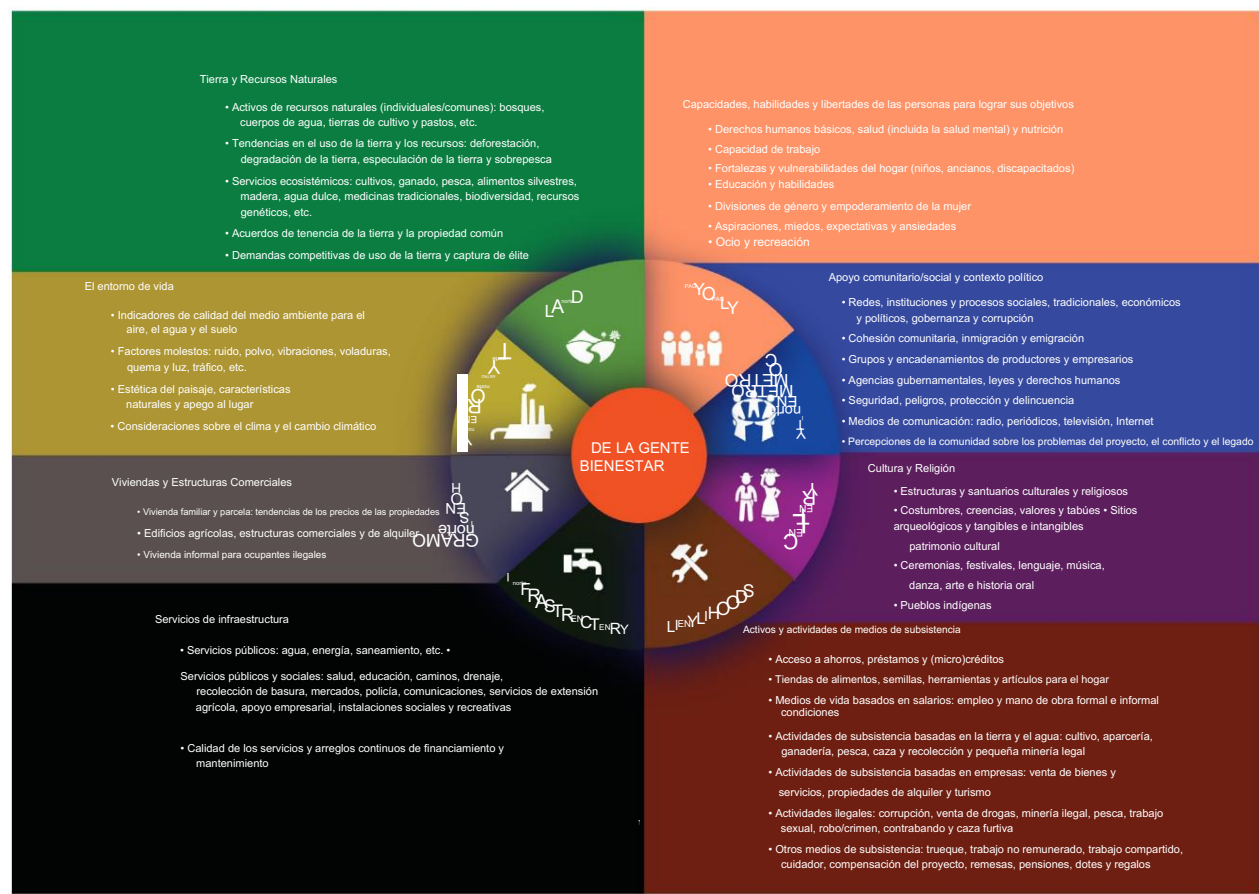 Tierra y Recursos Naturales
• Activos de recursos naturales (individuales/comunes): bosques,
cuerpos de agua, tierras de cultivo y pastos, etc.
• Tendencias en el uso de la tierra y los recursos: deforestación,
degradación de la tierra, especulación de la tierra y sobrepesca
• Servicios ecosistémicos: cultivos, ganado, pesca, alimentos silvestres,
madera, agua dulce, medicinas tradicionales, biodiversidad, recursos
genéticos, etc.
• Acuerdos de tenencia de la tierra y la propiedad común
• Demandas competitivas de uso de la tierra y captura de élite
Capacidades, habilidades y libertades de las personas para lograr sus objetivos
• Derechos humanos básicos, salud (incluida la salud mental) y nutrición
• Capacidad de trabajo
• Fortalezas y vulnerabilidades del hogar (niños, ancianos, discapacitados)
• Educación y habilidades
• Divisiones de género y empoderamiento de la mujer
• Aspiraciones, miedos, expectativas y ansiedades
• Ocio y recreación
El entorno de vida
• Indicadores de calidad del medio ambiente para el
aire, el agua y el suelo
• Factores molestos: ruido, polvo, vibraciones, voladuras,
quema y luz, tráfico, etc.
• Estética del paisaje, características
naturales y apego al lugar
• Consideraciones sobre el clima y el cambio climático
Apoyo comunitario/social y contexto político
• Redes, instituciones y procesos sociales, tradicionales, económicos
y políticos, gobernanza y corrupción
• Cohesión comunitaria, inmigración y emigración
• Grupos y encadenamientos de productores y empresarios
• Agencias gubernamentales, leyes y derechos humanos
• Seguridad, peligros, protección y delincuencia
• Medios de comunicación: radio, periódicos, televisión, Internet
• Percepciones de la comunidad sobre los problemas del proyecto, el conflicto y el legado
DE LA GENTE
BIENESTAR
Viviendas y Estructuras Comerciales
• Vivienda familiar y parcela: tendencias de los precios de las propiedades
• Edificios agrícolas, estructuras comerciales y de alquiler
• Vivienda informal para ocupantes ilegales
Cultura y Religión
• Estructuras y santuarios culturales y religiosos
• Costumbres, creencias, valores y tabúes • Sitios
arqueológicos y tangibles e intangibles
patrimonio cultural
• Ceremonias, festivales, lenguaje, música,
danza, arte e historia oral
• Pueblos indígenas
Servicios de infraestructura
• Servicios públicos: agua, energía, saneamiento, etc. •
Servicios públicos y sociales: salud, educación, caminos, drenaje,
recolección de basura, mercados, policía, comunicaciones, servicios de extensión
agrícola, apoyo empresarial, instalaciones sociales y recreativas
• Calidad de los servicios y arreglos continuos de financiamiento y
mantenimiento
Activos y actividades de medios de subsistencia
• Acceso a ahorros, préstamos y (micro)créditos
• Tiendas de alimentos, semillas, herramientas y artículos para el hogar
• Medios de vida basados en salarios: empleo y mano de obra formal e informal
condiciones
• Actividades de subsistencia basadas en la tierra y el agua: cultivo, aparcería,
ganadería, pesca, caza y recolección y pequeña minería legal
• Actividades de subsistencia basadas en empresas: venta de bienes y
servicios, propiedades de alquiler y turismo
• Actividades ilegales: corrupción, venta de drogas, minería ilegal, pesca, trabajo
sexual, robo/crimen, contrabando y caza furtiva
• Otros medios de subsistencia: trueque, trabajo no remunerado, trabajo compartido,
cuidador, compensación del proyecto, remesas, pensiones, dotes y regalos